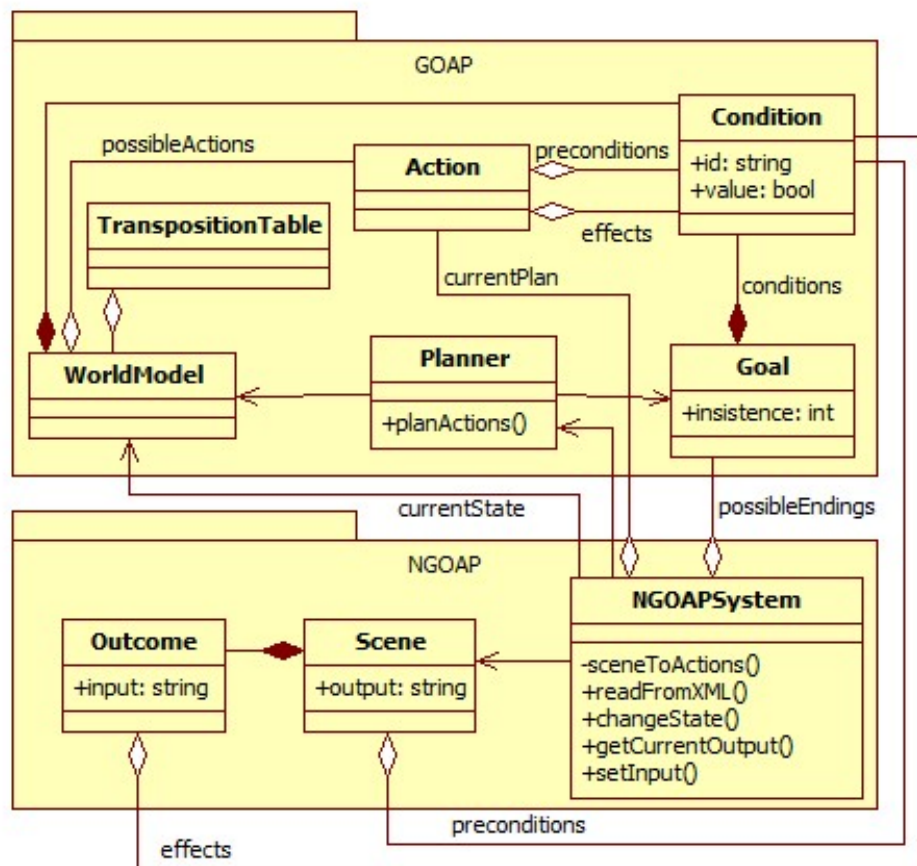 GOAP
Condition
+id: string
+value: bool
possibleActions
Action
preconditions
effects
TranspositionTable
currentPlan
conditions
WorldModel
Planner
+planActions()
Goal
+insistence: int
currentState
possibleEndings
NGOAP
NGOAPSystem
-sceneToActions()
+readFromXML()
+changeState()
+getCurrentOutput()
+setInput()
Outcome
+input: string
Scene
+output: string
preconditions
effects